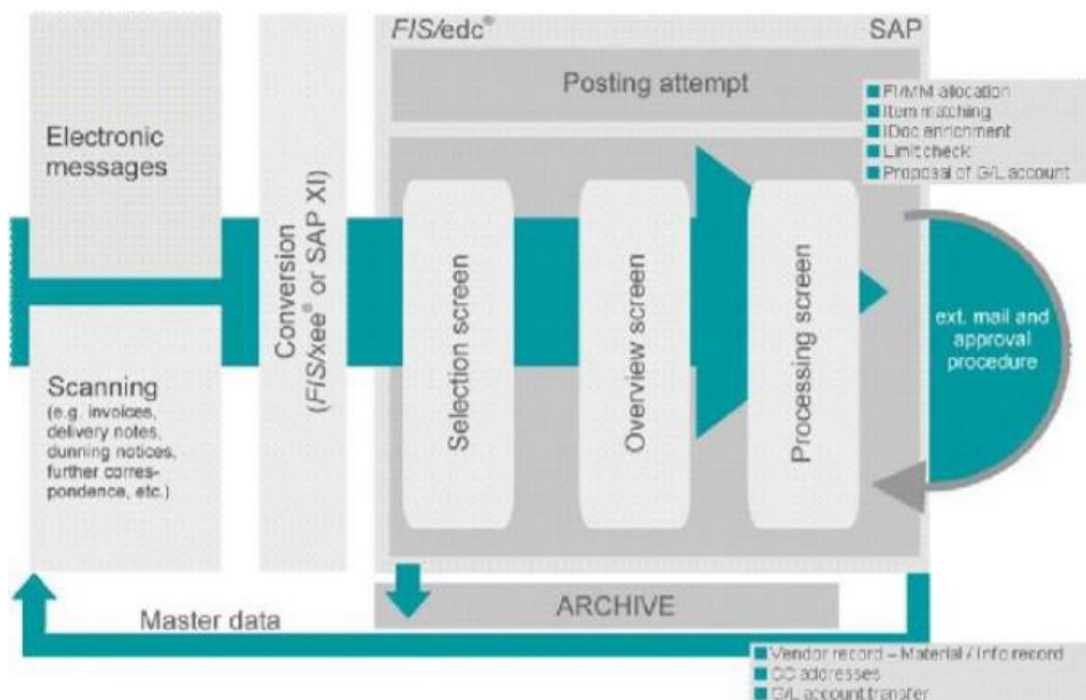 FIS/edc®
SAP
Posting attempt
FI/MM allocation
Item matching
IDoc enrichment
Limit check
Proposal of G/L account
Electronic
messages
Scanning
(e.g. invoices,
delivery notes,
dunning notices,
further corres-
pondence, etc.)
Conversion
(FIS/xee® or SAP XI)
Selection screen
Overview screen
Processing screen
ext. mail and
approval
procedure
ARCHIVE
Master data
Vendor record – Material / Info record
CC addresses
G/L account transfer